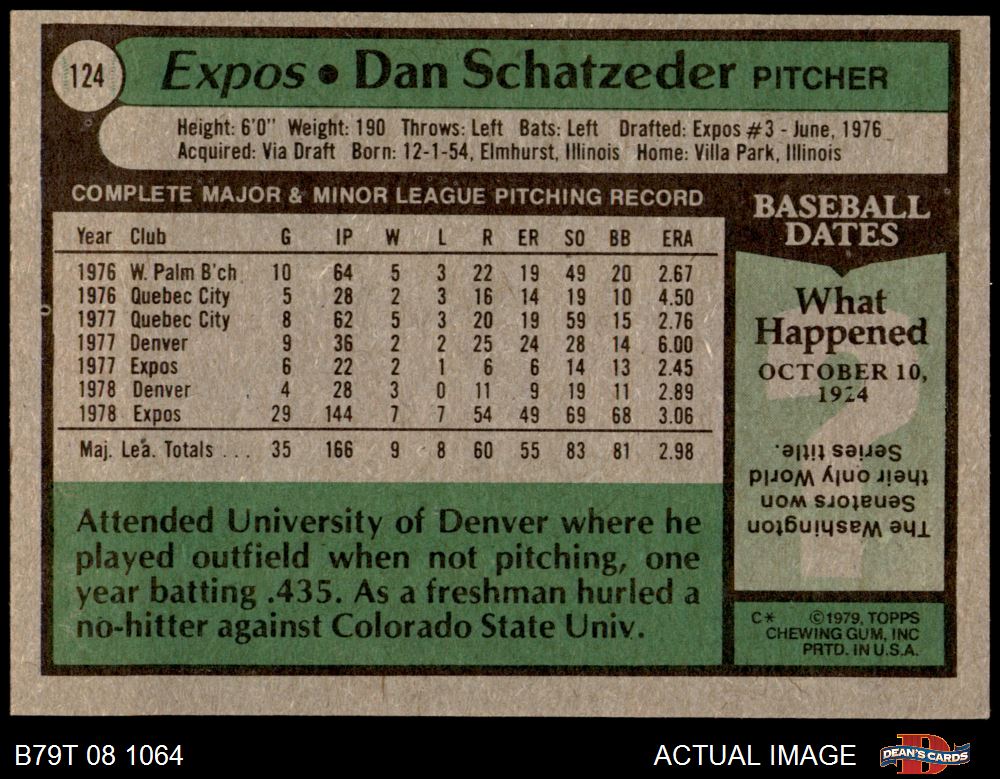 124
Expos • Dan Schatzeder PITCHER
Height: 6'0" Weight: 190 Throws: Left Bats: Left Drafted: Expos #3 - June, 1976
Acquired: Via Draft Born: 12-1-54, Elmhurst, Illinois Home: Villa Park, Illinois
COMPLETE MAJOR & MINOR LEAGUE PITCHING RECORD
Year Club G IP W L R ER SO BB ERA
1976 W. Palm B'ch 10 64 5 3 22 19 49 20 2.67
1976 Quebec City 5 28 2 3 16 14 19 10 4.50
1977 Quebec City 8 62 5 3 20 19 59 15 2.76
1977 Denver 9 36 2 2 25 24 28 14 6.00
1977 Expos 6 22 2 1 6 6 14 13 2.45
1978 Denver 4 28 3 0 11 9 19 11 2.89
1978 Expos 29 144 7 7 54 49 69 68 3.06
Maj. Lea. Totals . . . 35 166 9 8 60 55 83 81 2.98
Attended University of Denver where he
played outfield when not pitching, one
year batting .435. As a freshman hurled a
no-hitter against Colorado State Univ.
BASEBALL
DATES
?
What
Happened
OCTOBER 10,
1924
The Washington
Senators won
their only World
Series title.
C* ©1979, TOPPS
CHEWING GUM, INC
PRTD. IN U.S.A.
B79T 08 1064
ACTUAL IMAGE
D
DEAN'S CARDS